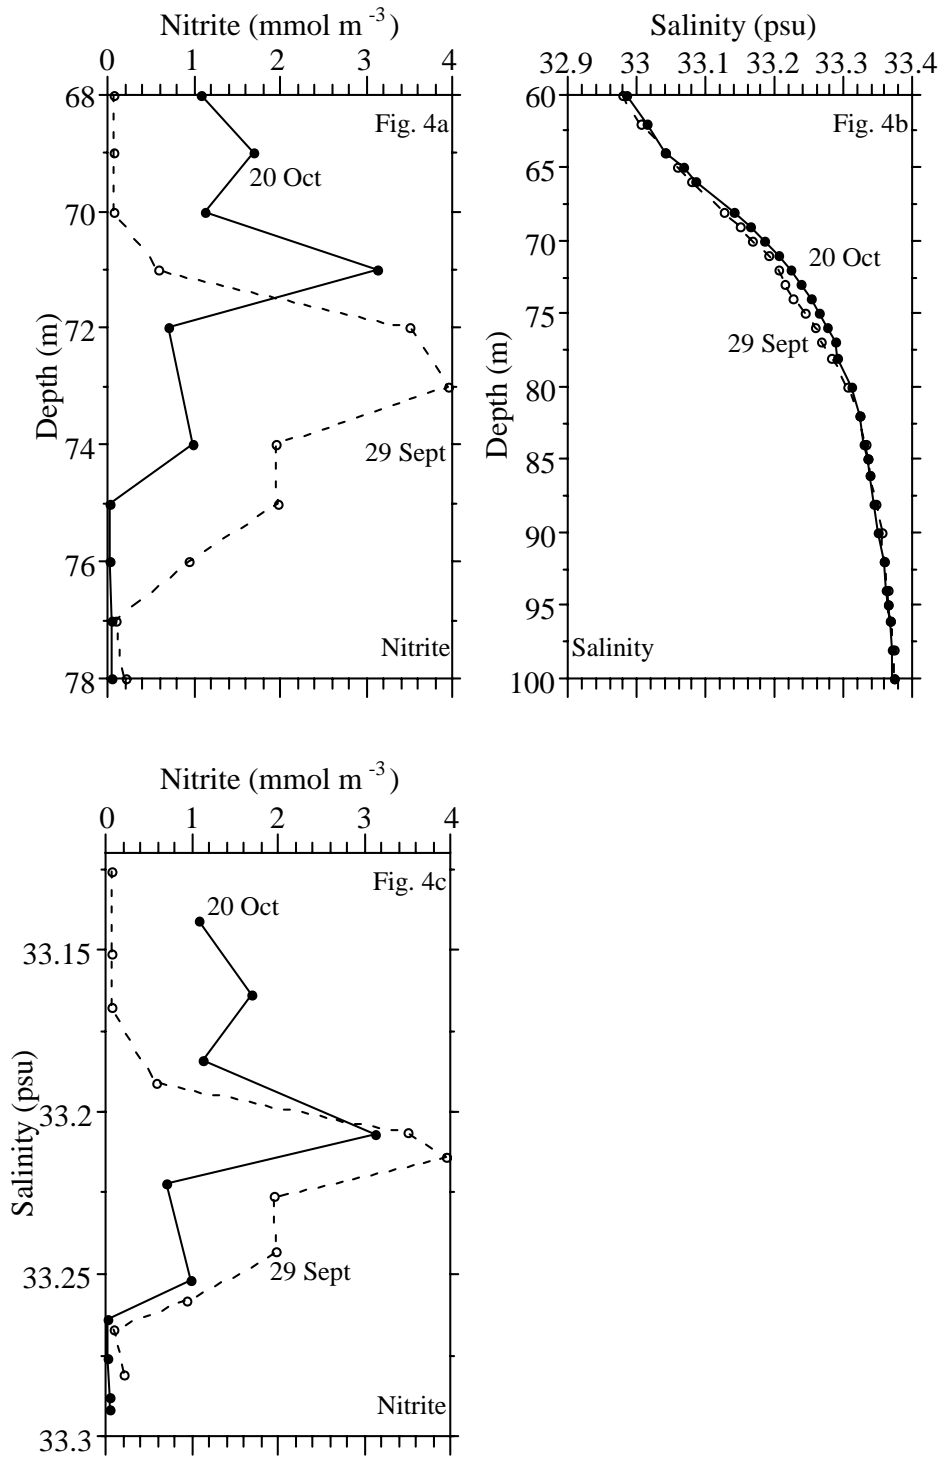 Nitrite (mmol m -3)
0 1 2 3 4
68
Fig. 4a
20 Oct
70
72
Depth (m)
74
29 Sept
76
Nitrite
78
Salinity (psu)
32.9 33 33.1 33.2 33.3 33.4
60
Fig. 4b
65
70
20 Oct
75
29 Sept
Depth (m)
80
85
90
95
Salinity
100
Nitrite (mmol m -3)
0 1 2 3 4
Fig. 4c
20 Oct
33.15
33.2
Salinity (psu)
33.25
29 Sept
Nitrite
33.3